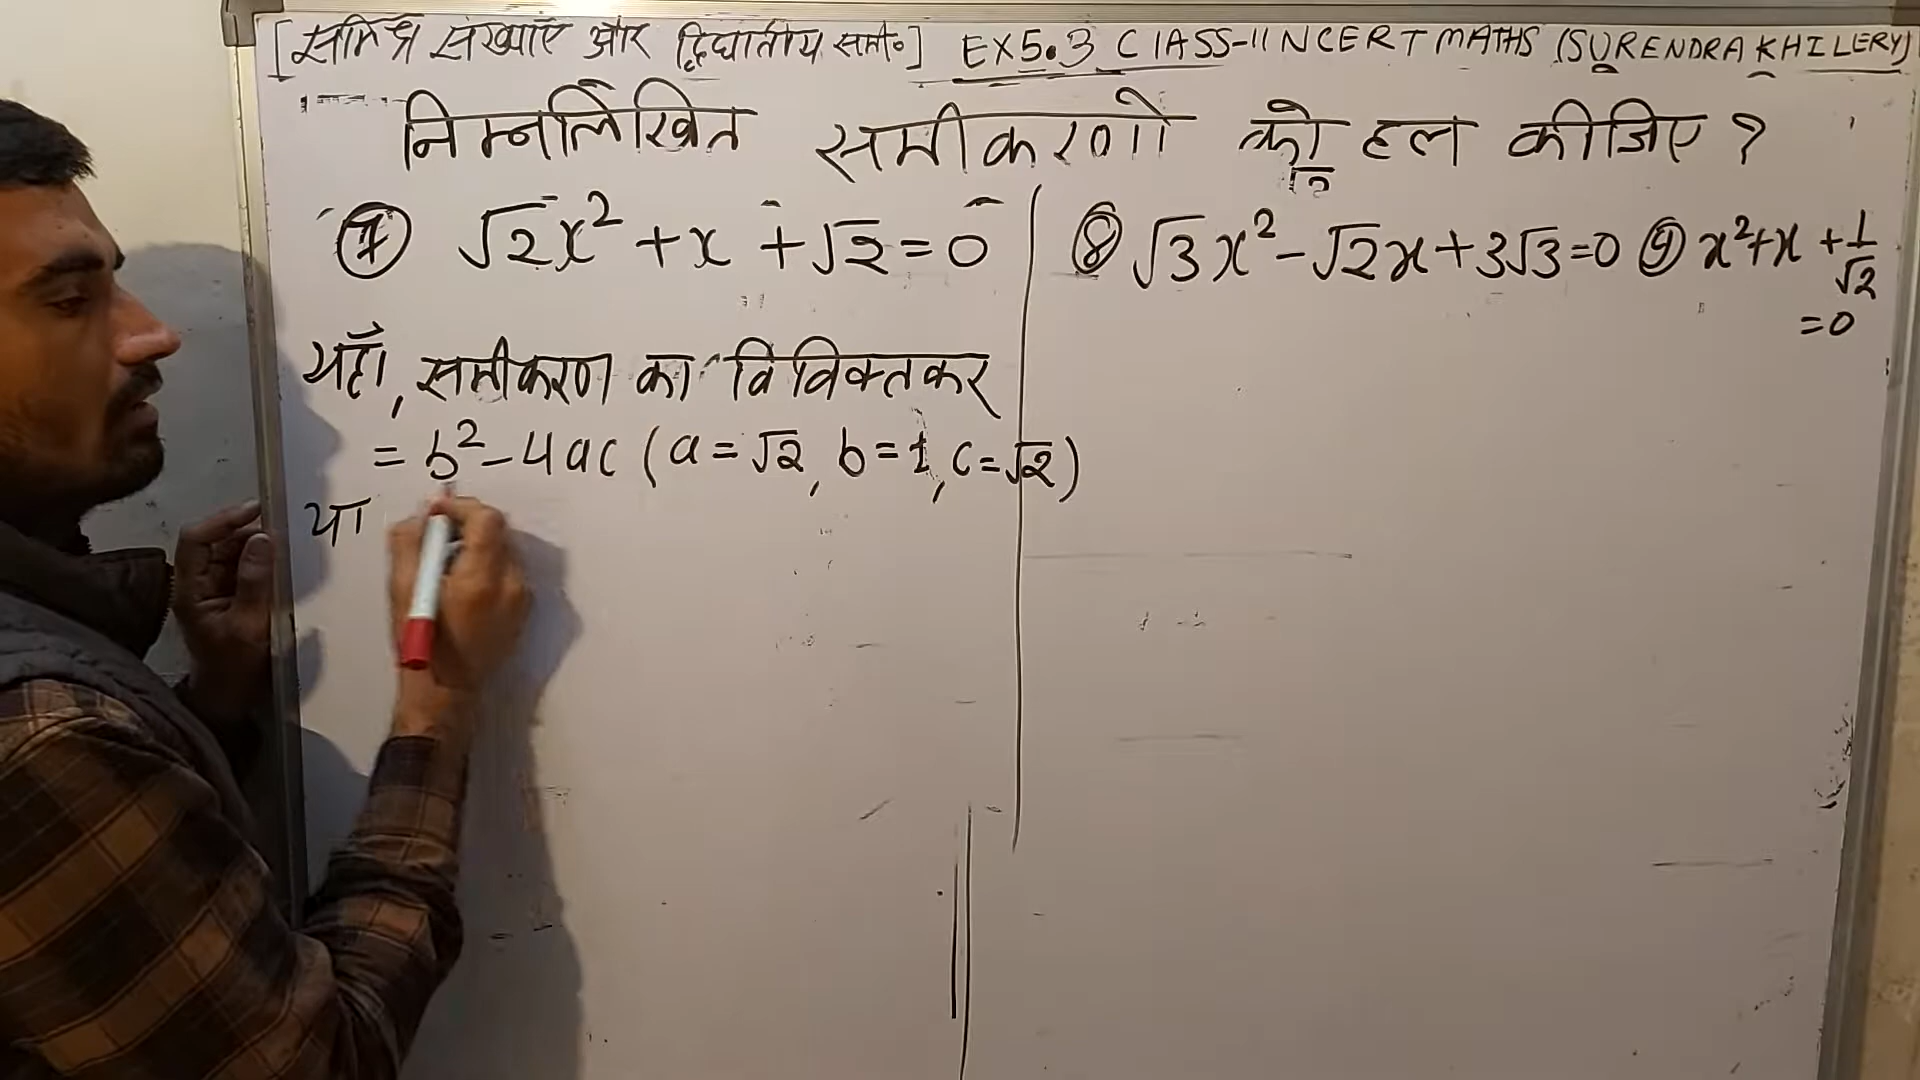 [सम्मिश्र संख्याएँ और द्विघातीय समी०] EX5.3 CLASS-11 NCERT MATHS (SURENDRA KHILERY)
निम्नलिखित समीकरणो को हल कीजिए ?
⑦ √2x² + x + √2 = 0
⑧ √3x² - √2x + 3√3 = 0
⑨ x² + x + 1/√2 = 0
यहाँ, समीकरण का विविक्तकर
= b² - 4ac (a = √2, b = 1, c = √2)
या